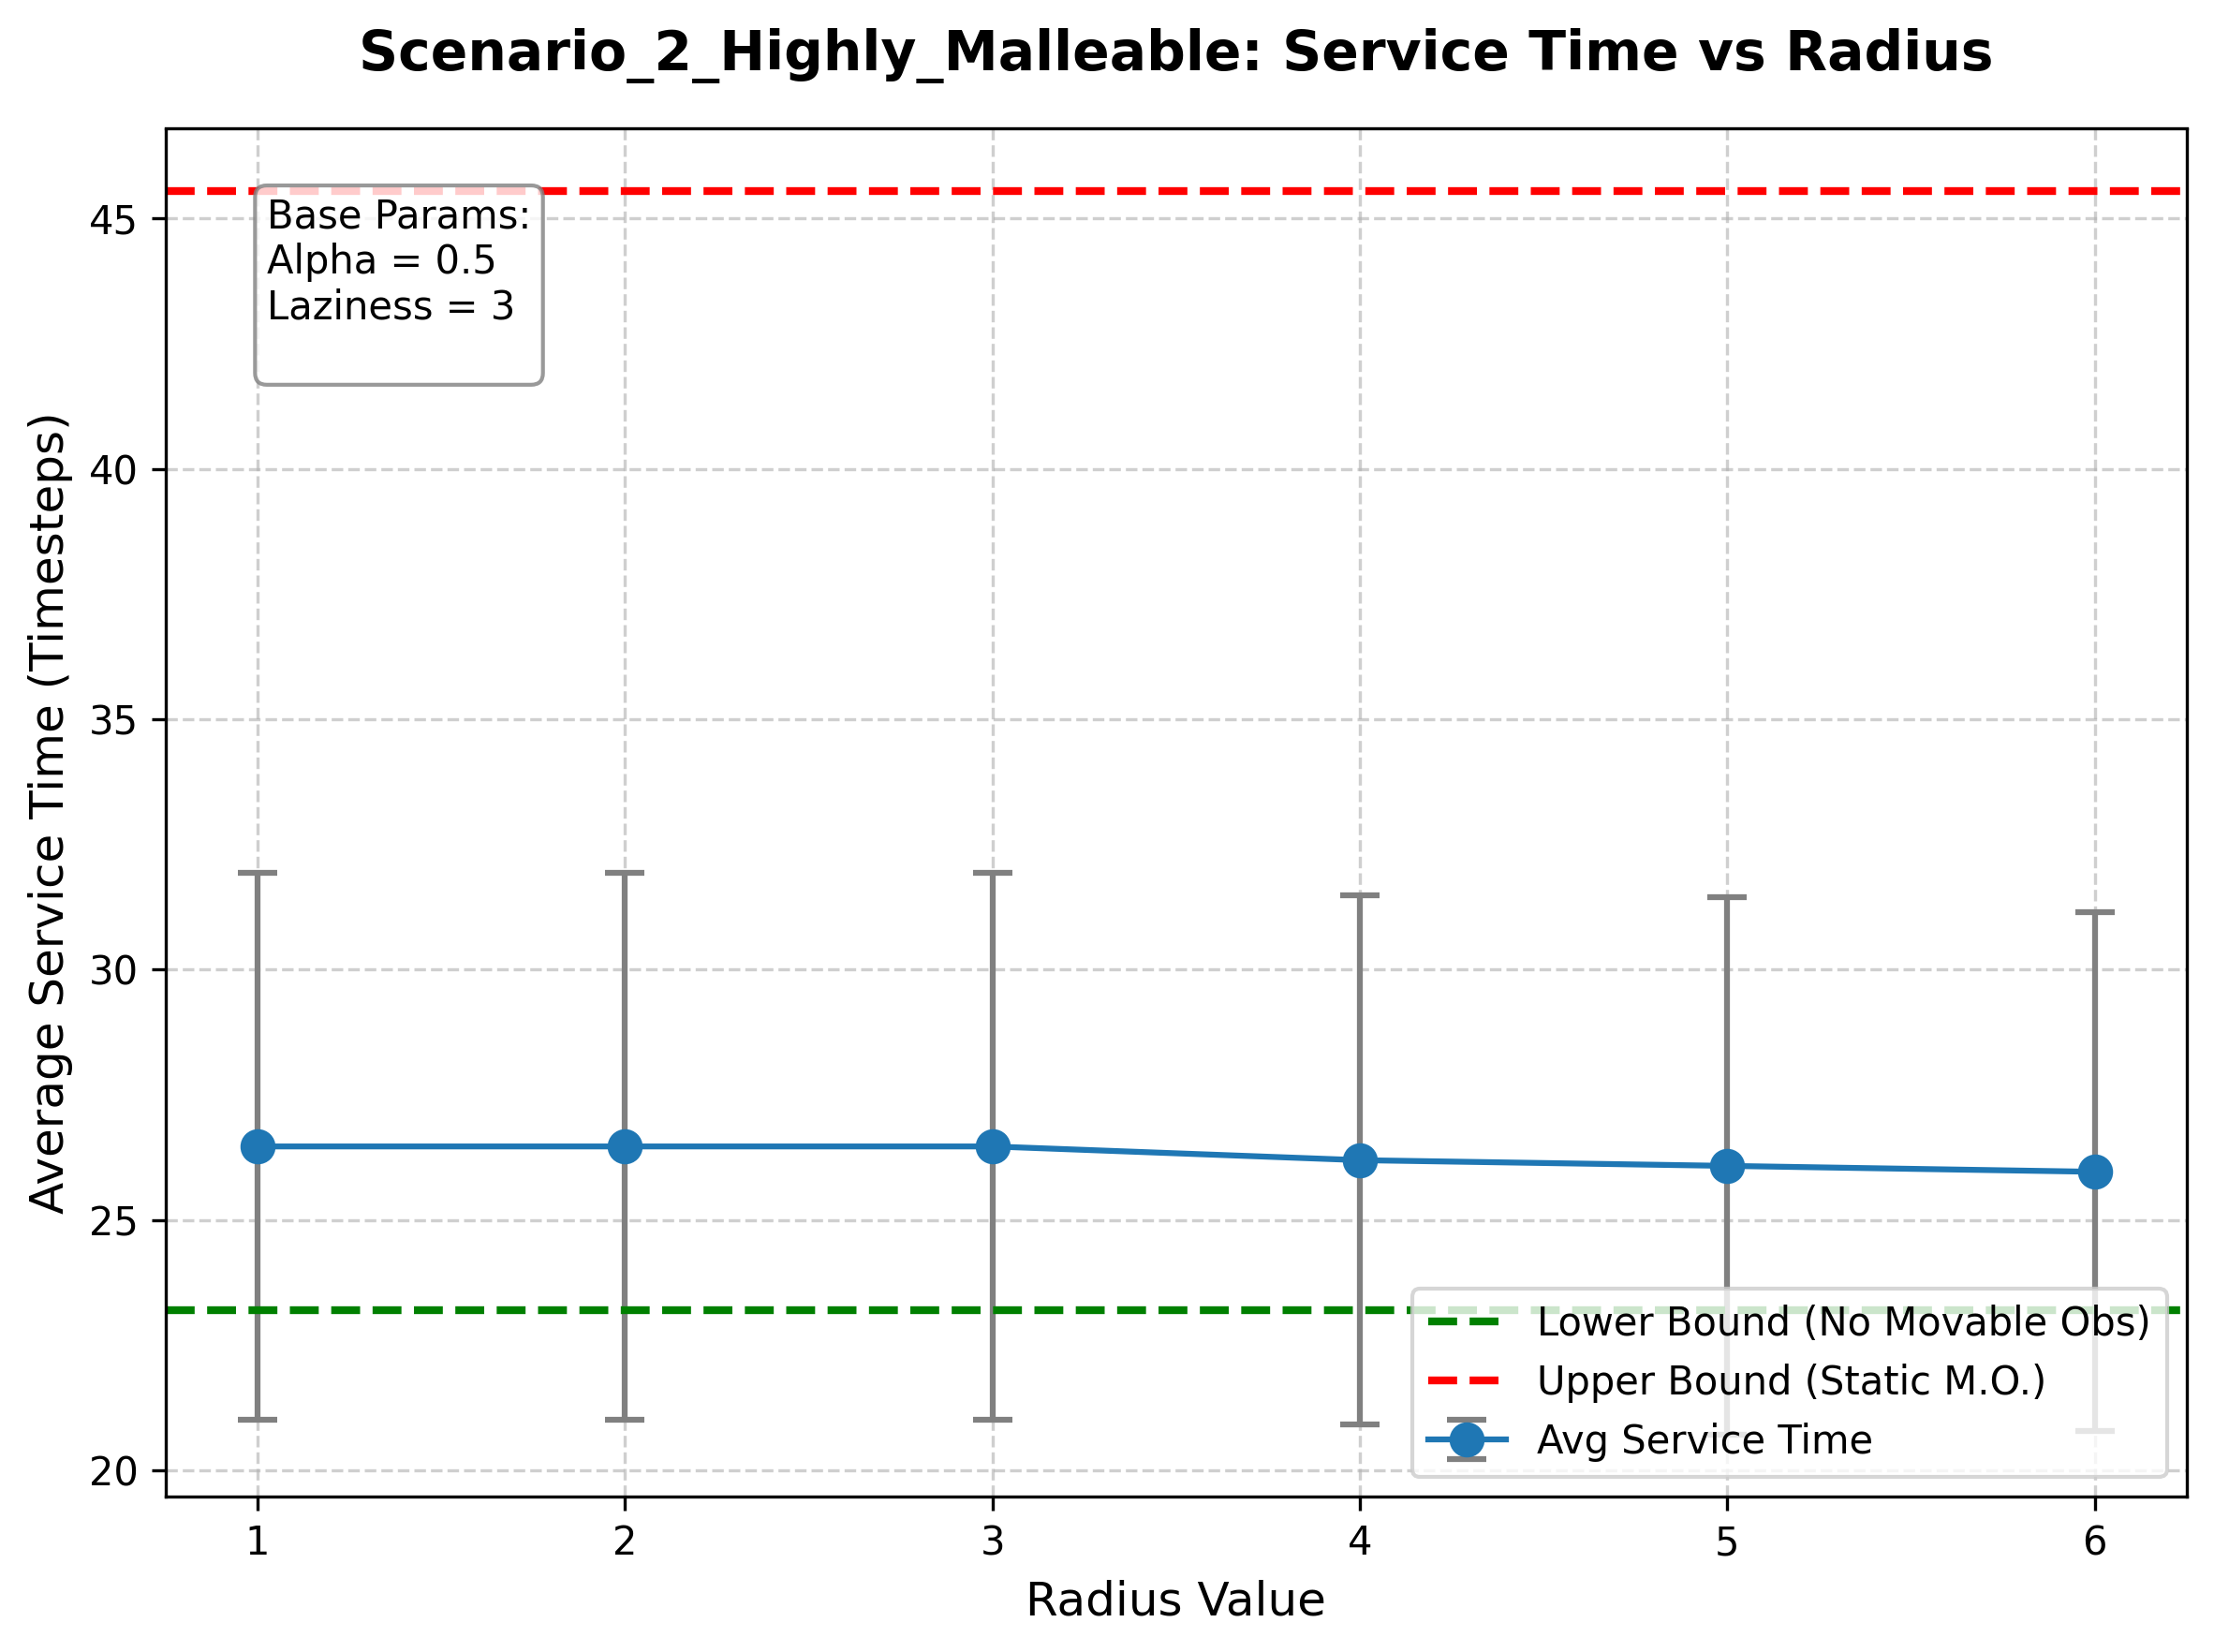 Scenario_2_Highly_Malleable: Service Time vs Radius
Average Service Time (Timesteps)
45
40
35
30
25
20
Base Params:
Alpha = 0.5
Laziness = 3
Lower Bound (No Movable Obs)
Upper Bound (Static M.O.)
Avg Service Time
1 2 3 4 5 6
Radius Value